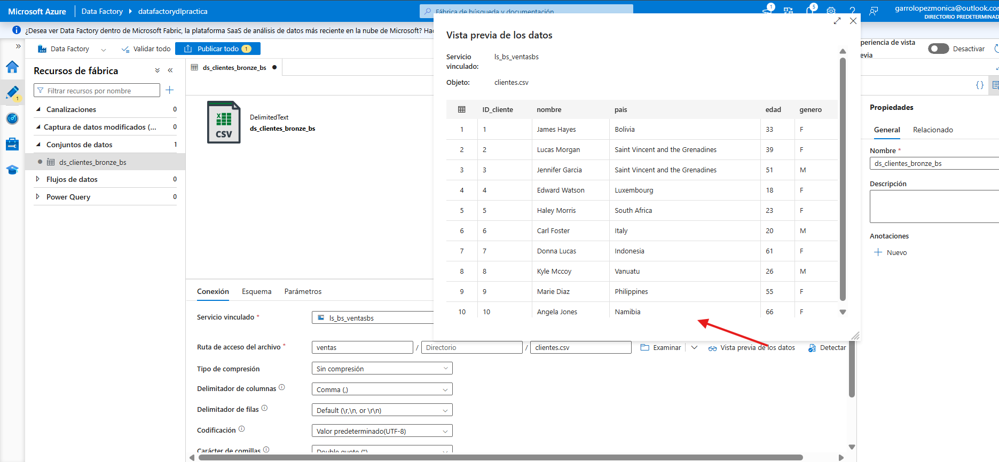 Microsoft Azure
Data Factory
datafactorydlpractica
Fábrica de búsqueda y documentación
1
5
garrolopezmonica@outlook.co
DIRECTORIO PREDETERMINAD
¿Desea ver Data Factory dentro de Microsoft Fabric, la plataforma SaaS de análisis de datos más reciente en la nube de Microsoft? Hac
Data Factory
Validar todo
Publicar todo 1
periencia de vista
evia
Desactivar
1
Recursos de fábrica
Filtrar recursos por nombre
Canalizaciones 0
Captura de datos modificados (... 0
Conjuntos de datos 1
ds_clientes_bronze_bs
Flujos de datos 0
Power Query 0
ds_clientes_bronze_bs
CSV
DelimitedText
ds_clientes_bronze_bs
Vista previa de los datos
Servicio vinculado: ls_bs_ventasbs
Objeto: clientes.csv
ID_cliente nombre pais edad genero
1 1 James Hayes Bolivia 33 F
2 2 Lucas Morgan Saint Vincent and the Grenadines 39 F
3 3 Jennifer Garcia Saint Vincent and the Grenadines 51 M
4 4 Edward Watson Luxembourg 18 F
5 5 Haley Morris South Africa 23 F
6 6 Carl Foster Italy 20 M
7 7 Donna Lucas Indonesia 61 F
8 8 Kyle Mccoy Vanuatu 26 M
9 9 Marie Diaz Philippines 55 F
10 10 Angela Jones Namibia 66 F
Conexión Esquema Parámetros
Servicio vinculado *
ls_bs_ventasbs
Ruta de acceso del archivo *
ventas / Directorio / clientes.csv
Examinar
Vista previa de los datos
Detectar
Tipo de compresión
Sin compresión
Delimitador de columnas
Comma (,)
Delimitador de filas
Default (\r,\n, or \r\n)
Codificación
Valor predeterminado(UTF-8)
Carácter de comillas
Double quote (")
{}
Propiedades
General Relacionado
Nombre *
ds_clientes_bronze_bs
Descripción
Anotaciones
Nuevo